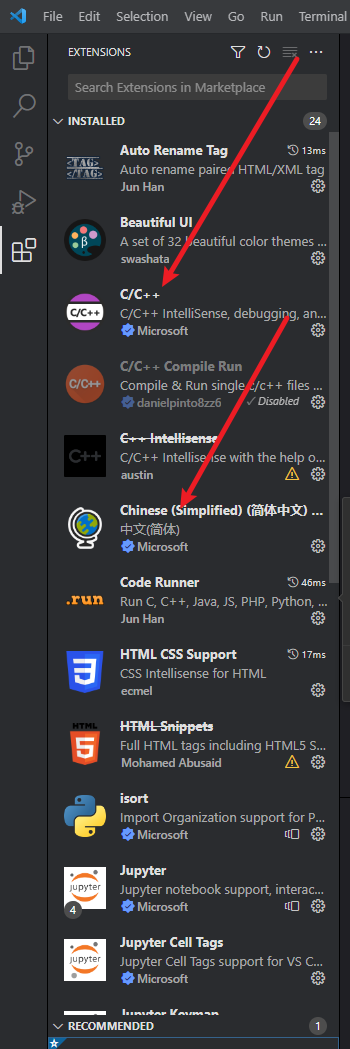 File Edit Selection View Go Run Terminal
EXTENSIONS
Search Extensions in Marketplace
INSTALLED 24
<TAG>
</TAG>
Auto Rename Tag 13ms
Auto rename paired HTML/XML tag
Jun Han
β
Beautiful UI
A set of 32 beautiful color themes ...
swashata
C/C++
C/C++
C/C++ IntelliSense, debugging, an...
Microsoft
C/C++
C/C++ Compile Run
Compile & Run single c/c++ files ...
danielpinto8zz6 Disabled
C++
C++ Intellisense
C/C++ Intellisense with the help o...
austin
Chinese (Simplified) (简体中文) ...
中文(简体)
Microsoft
.run
Code Runner 46ms
Run C, C++, Java, JS, PHP, Python, ...
Jun Han
3
HTML CSS Support 17ms
CSS Intellisense for HTML
ecmel
HTML
5
HTML Snippets
Full HTML tags including HTML5 S...
Mohamed Abusaid
isort
Import Organization support for P...
Microsoft
jupyter
4
Jupyter
Jupyter notebook support, interac...
Microsoft
jupyter
Jupyter Cell Tags
Jupyter Cell Tags support for VS C...
Microsoft
Jupyter Keymap
RECOMMENDED 1